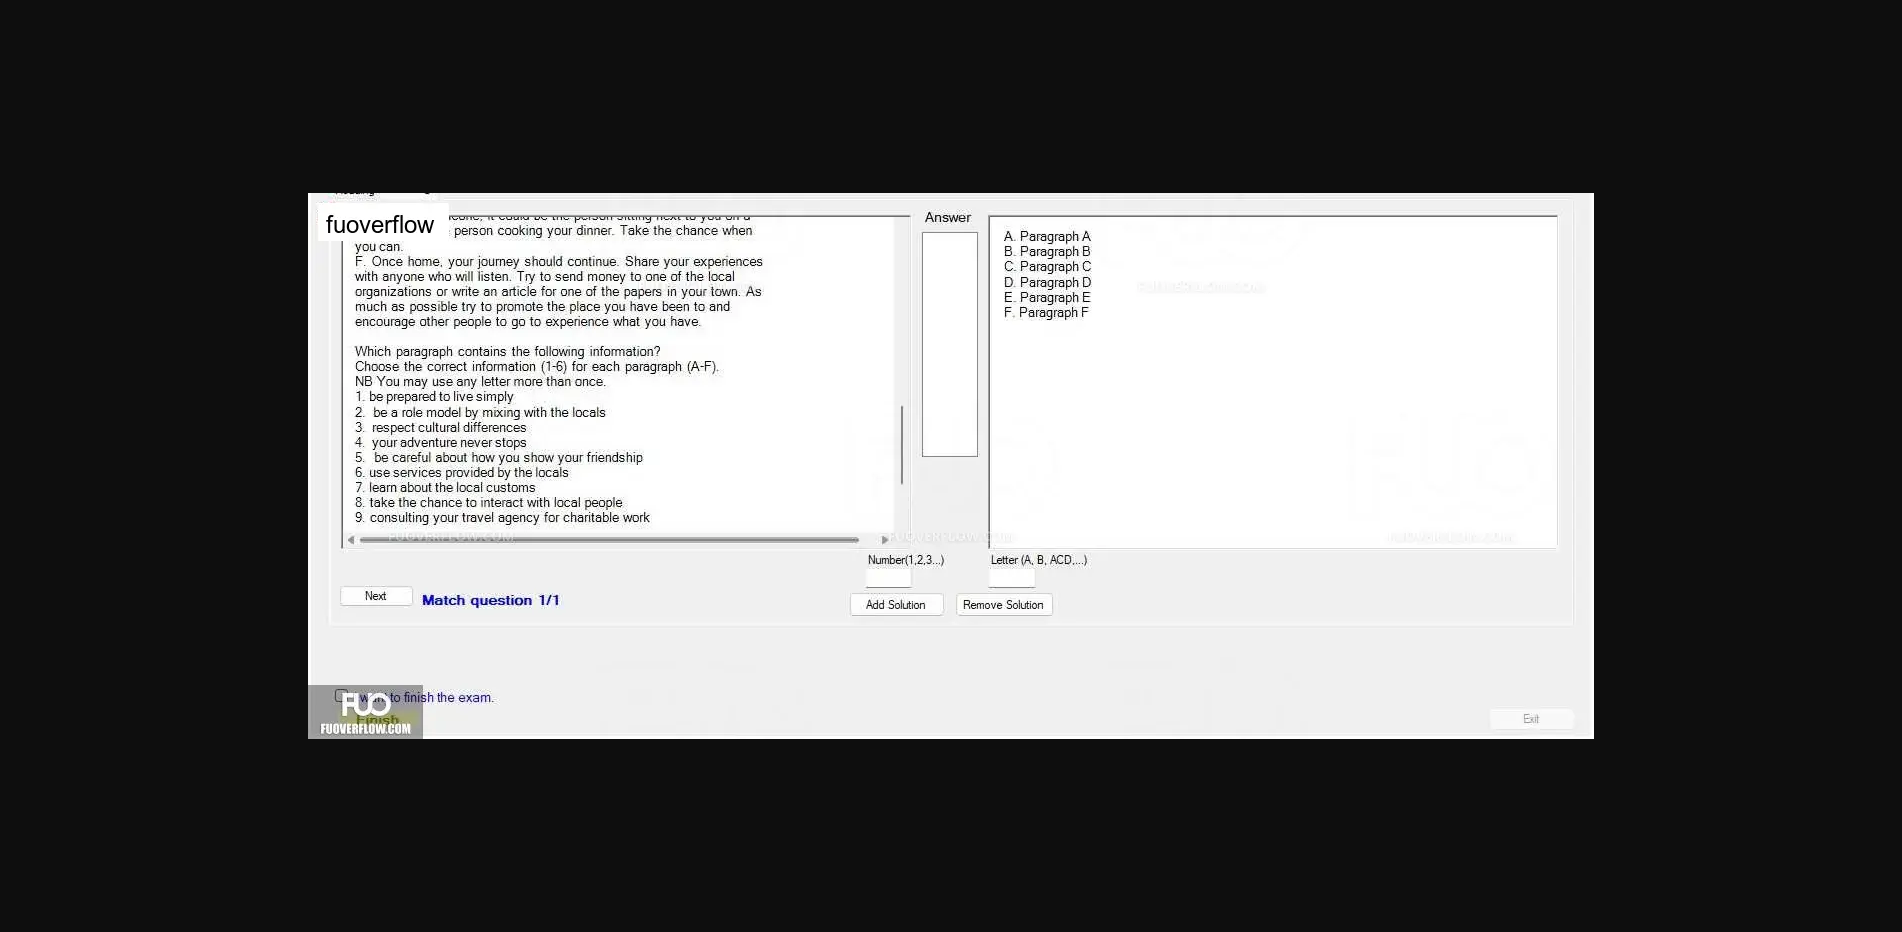 fuoverflow
person cooking your dinner. Take the chance when
you can.
F. Once home, your journey should continue. Share your experiences
with anyone who will listen. Try to send money to one of the local
organizations or write an article for one of the papers in your town. As
much as possible try to promote the place you have been to and
encourage other people to go to experience what you have.
Which paragraph contains the following information?
Choose the correct information (1-6) for each paragraph (A-F).
NB You may use any letter more than once.
1. be prepared to live simply
2. be a role model by mixing with the locals
3. respect cultural differences
4. your adventure never stops
5. be careful about how you show your friendship
6. use services provided by the locals
7. learn about the local customs
8. take the chance to interact with local people
9. consulting your travel agency for charitable work
Answer
A. Paragraph A
B. Paragraph B
C. Paragraph C
D. Paragraph D
E. Paragraph E
F. Paragraph F
FUOVERFLOW.COM
FUOVERFLOW.COM
FUOVERFLOW.COM
FUOVERFLOW.COM
Number(1,2,3...)
Letter (A, B, ACD,...)
Next
Match question 1/1
Add Solution
Remove Solution
I want to finish the exam.
FUO
Finish
FUOVERFLOW.COM
Exit